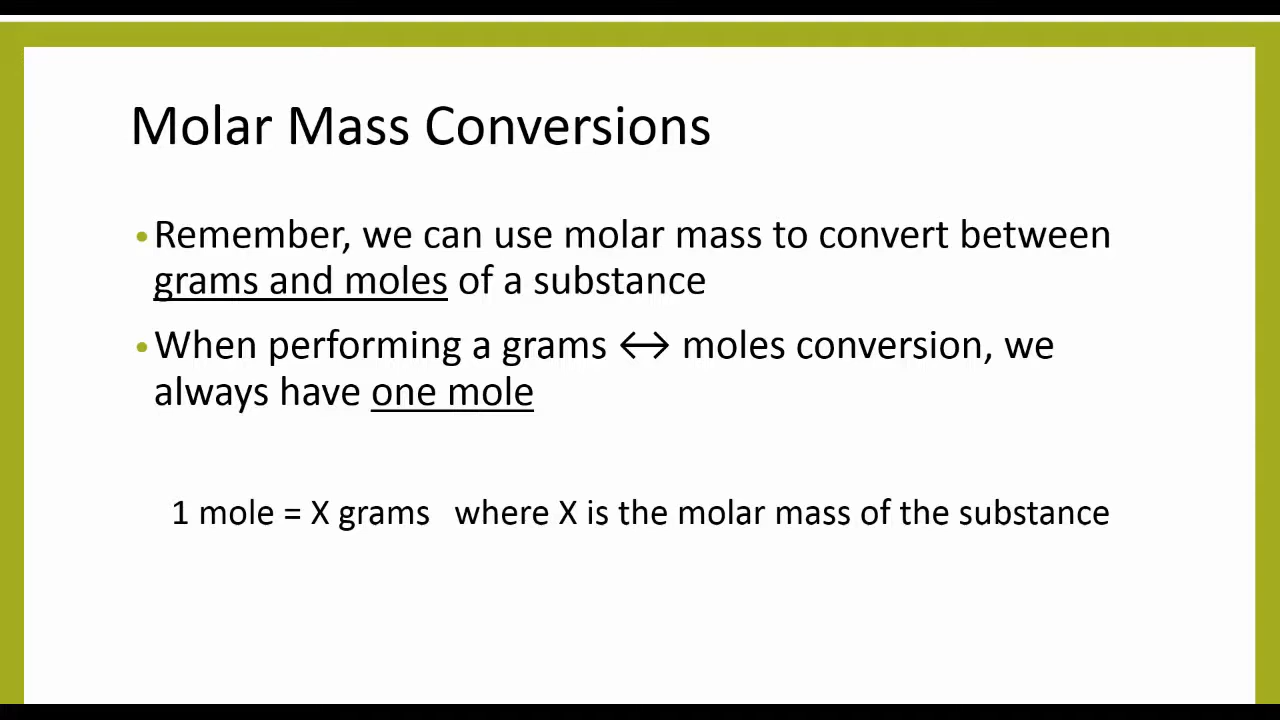 Molar Mass Conversions
•Remember, we can use molar mass to convert between
grams and moles of a substance
•When performing a grams ↔ moles conversion, we
always have one mole
1 mole = X grams   where X is the molar mass of the substance